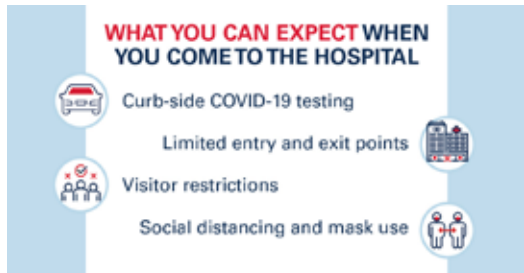 WHAT YOU CAN EXPECT WHEN
YOU COME TO THE HOSPITAL
Curb-side COVID-19 testing
Limited entry and exit points
Visitor restrictions
Social distancing and mask use